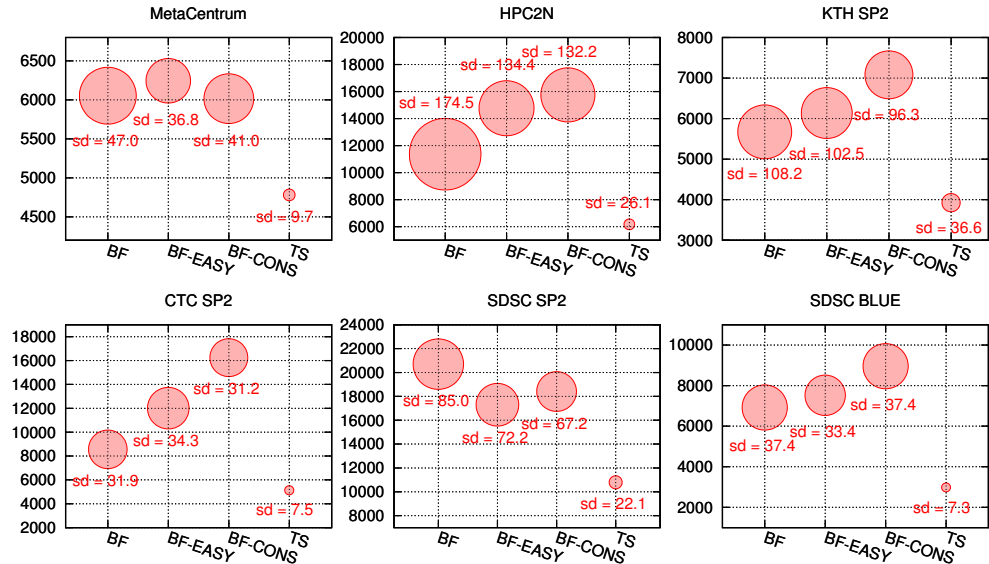 MetaCentrum
6500
6000
5500
5000
4500
sd = 47.0
sd = 36.8
sd = 41.0
sd = 9.7
BF
BF-EASY
BF-CONS
TS
HPC2N
20000
18000
16000
14000
12000
10000
8000
6000
sd = 174.5
sd = 134.4
sd = 132.2
sd = 26.1
BF
BF-EASY
BF-CONS
TS
KTH SP2
8000
7000
6000
5000
4000
3000
sd = 108.2
sd = 102.5
sd = 96.3
sd = 36.6
BF
BF-EASY
BF-CONS
TS
CTC SP2
18000
16000
14000
12000
10000
8000
6000
4000
2000
sd = 31.9
sd = 34.3
sd = 31.2
sd = 7.5
BF
BF-EASY
BF-CONS
TS
SDSC SP2
24000
22000
20000
18000
16000
14000
12000
10000
8000
sd = 85.0
sd = 72.2
sd = 67.2
sd = 22.1
BF
BF-EASY
BF-CONS
TS
SDSC BLUE
10000
8000
6000
4000
2000
sd = 37.4
sd = 33.4
sd = 37.4
sd = 7.3
BF
BF-EASY
BF-CONS
TS